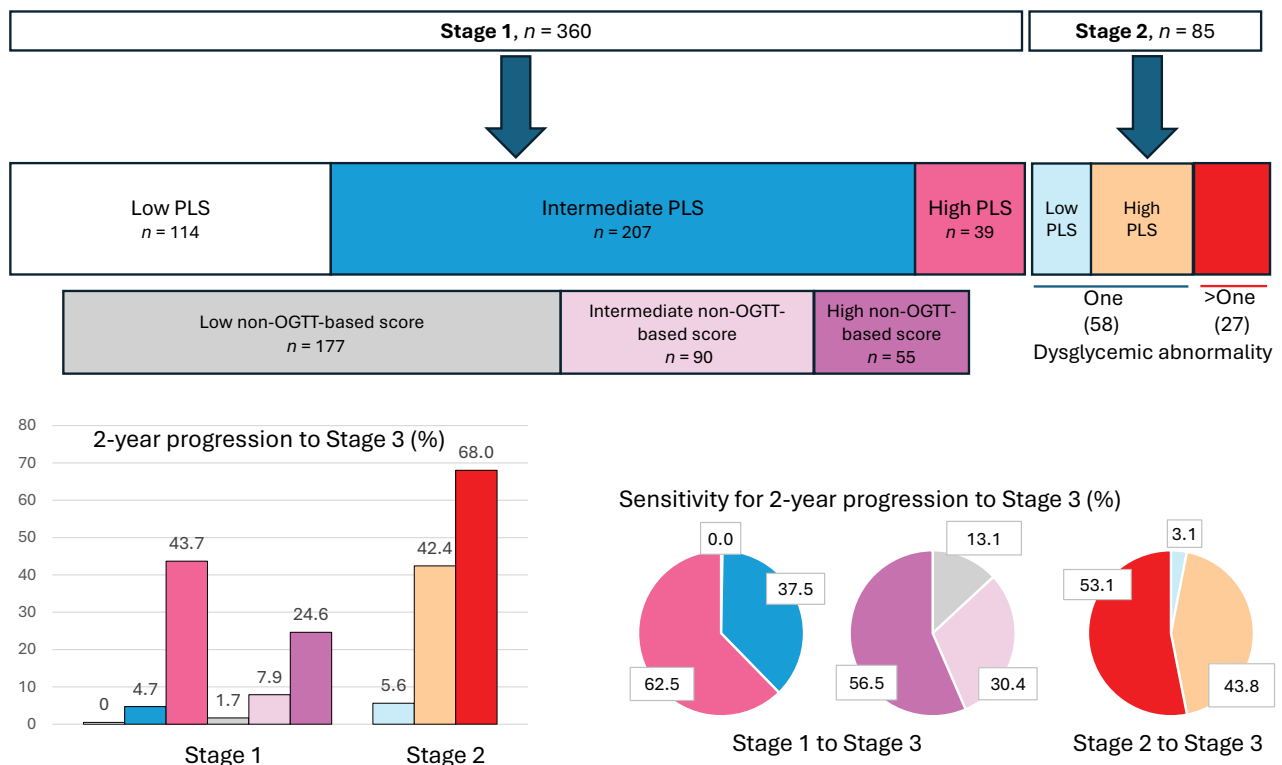 Stage 1, n = 360
Stage 2, n = 85
Low PLS
n = 114
Intermediate PLS
n = 207
High PLS
n = 39
Low
PLS
High
PLS
Low non-OGTT-based score
n = 177
Intermediate non-OGTT-
based score
n = 90
High non-OGTT-
based score
n = 55
One
(58)
>One
(27)
Dysglycemic abnormality
2-year progression to Stage 3 (%)
80
70
60
50
40
30
20
10
0
0
4.7
43.7
1.7
7.9
24.6
5.6
42.4
68.0
Stage 1
Stage 2
Sensitivity for 2-year progression to Stage 3 (%)
0.0
37.5
62.5
13.1
30.4
56.5
3.1
43.8
53.1
Stage 1 to Stage 3
Stage 2 to Stage 3